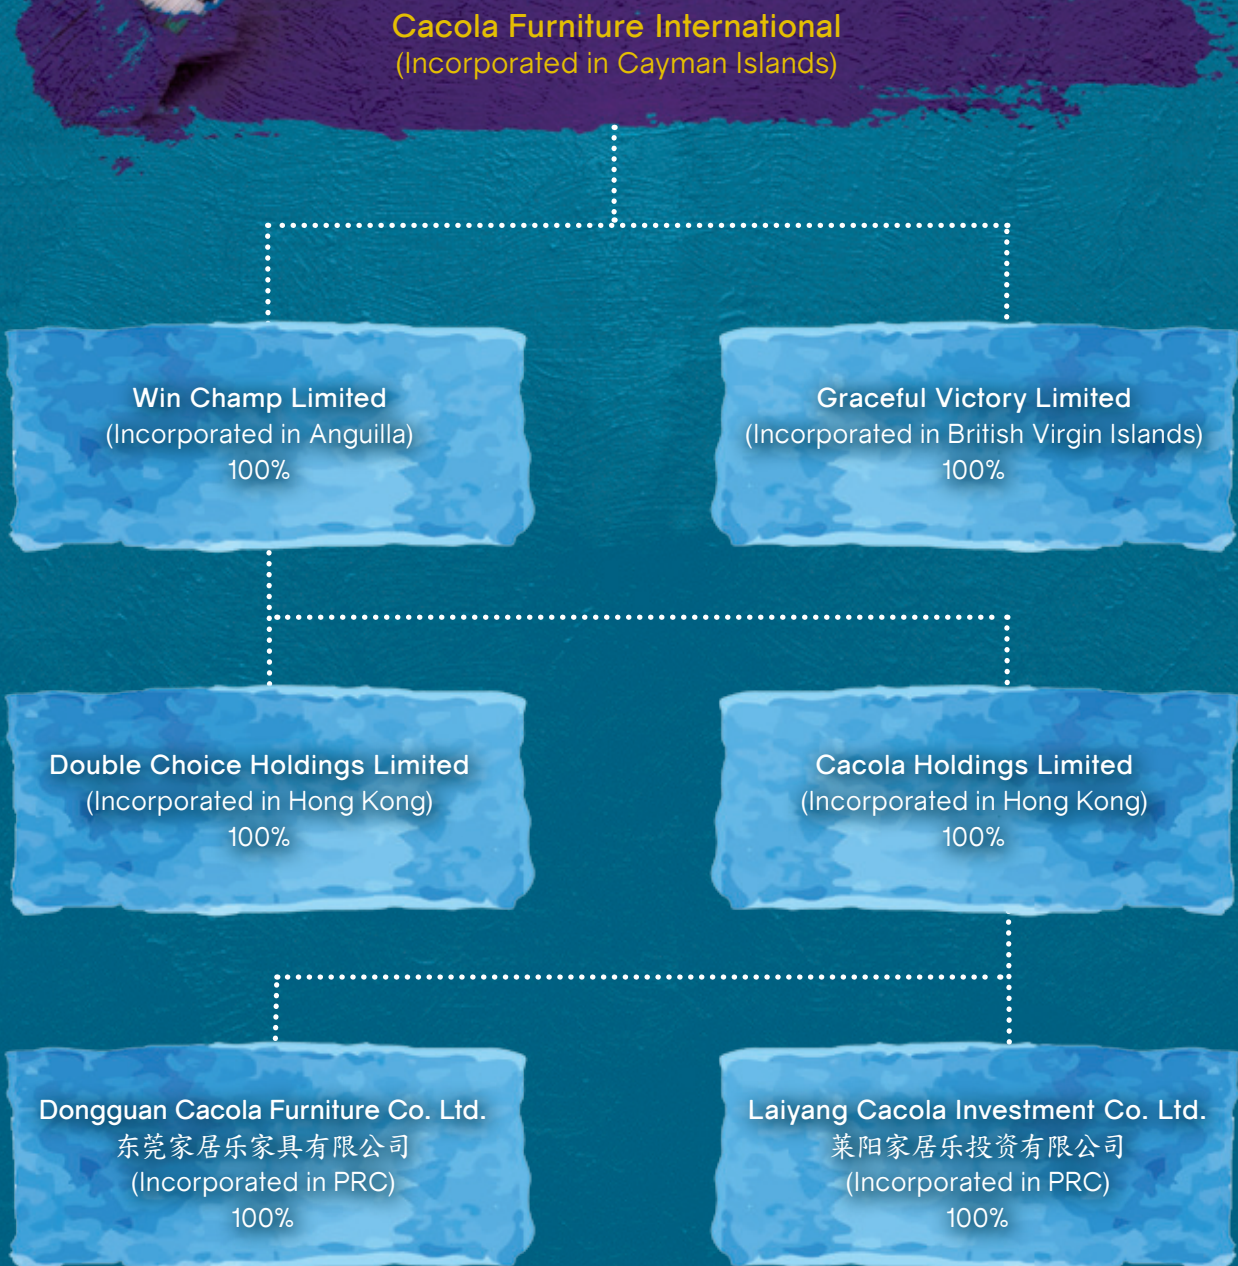 Cacola Furniture International
(Incorporated in Cayman Islands)
Win Champ Limited
(Incorporated in Anguilla)
100%
Graceful Victory Limited
(Incorporated in British Virgin Islands)
100%
Double Choice Holdings Limited
(Incorporated in Hong Kong)
100%
Cacola Holdings Limited
(Incorporated in Hong Kong)
100%
Dongguan Cacola Furniture Co. Ltd.
东莞家居乐家具有限公司
(Incorporated in PRC)
100%
Laiyang Cacola Investment Co. Ltd.
莱阳家居乐投资有限公司
(Incorporated in PRC)
100%